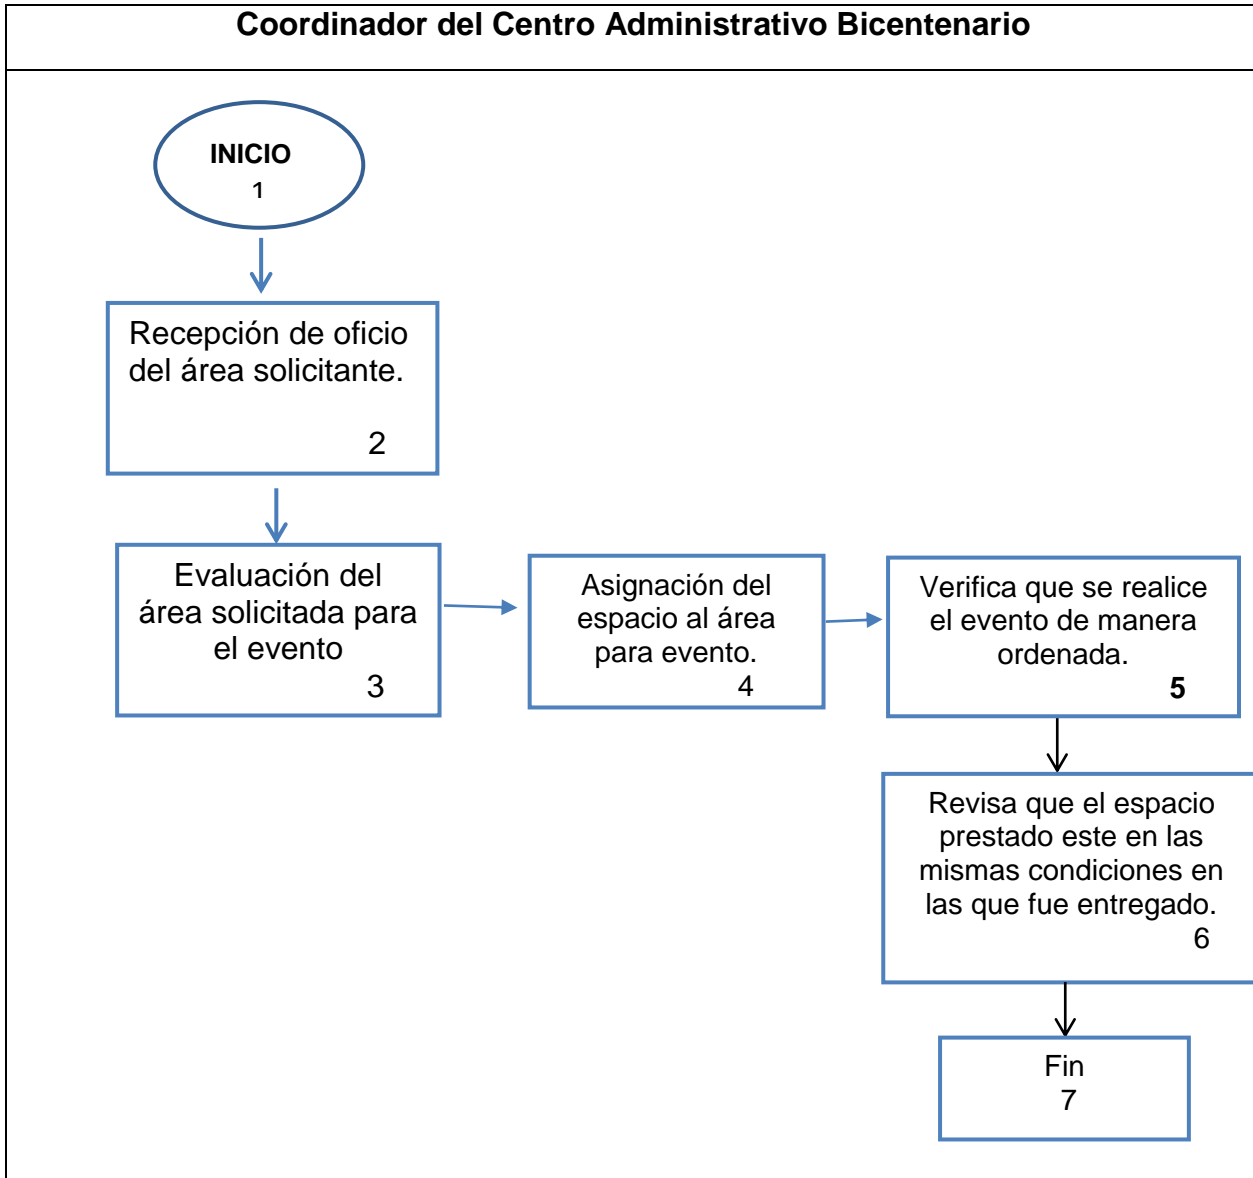 Coordinador del Centro Administrativo Bicentenario
INICIO
1
Recepción de oficio
del área solicitante.
2
Evaluación del
área solicitada para
el evento
3
Asignación del
espacio al área
para evento.
4
Verifica que se realice
el evento de manera
ordenada.
5
Revisa que el espacio
prestado este en las
mismas condiciones en
las que fue entregado.
6
Fin
7